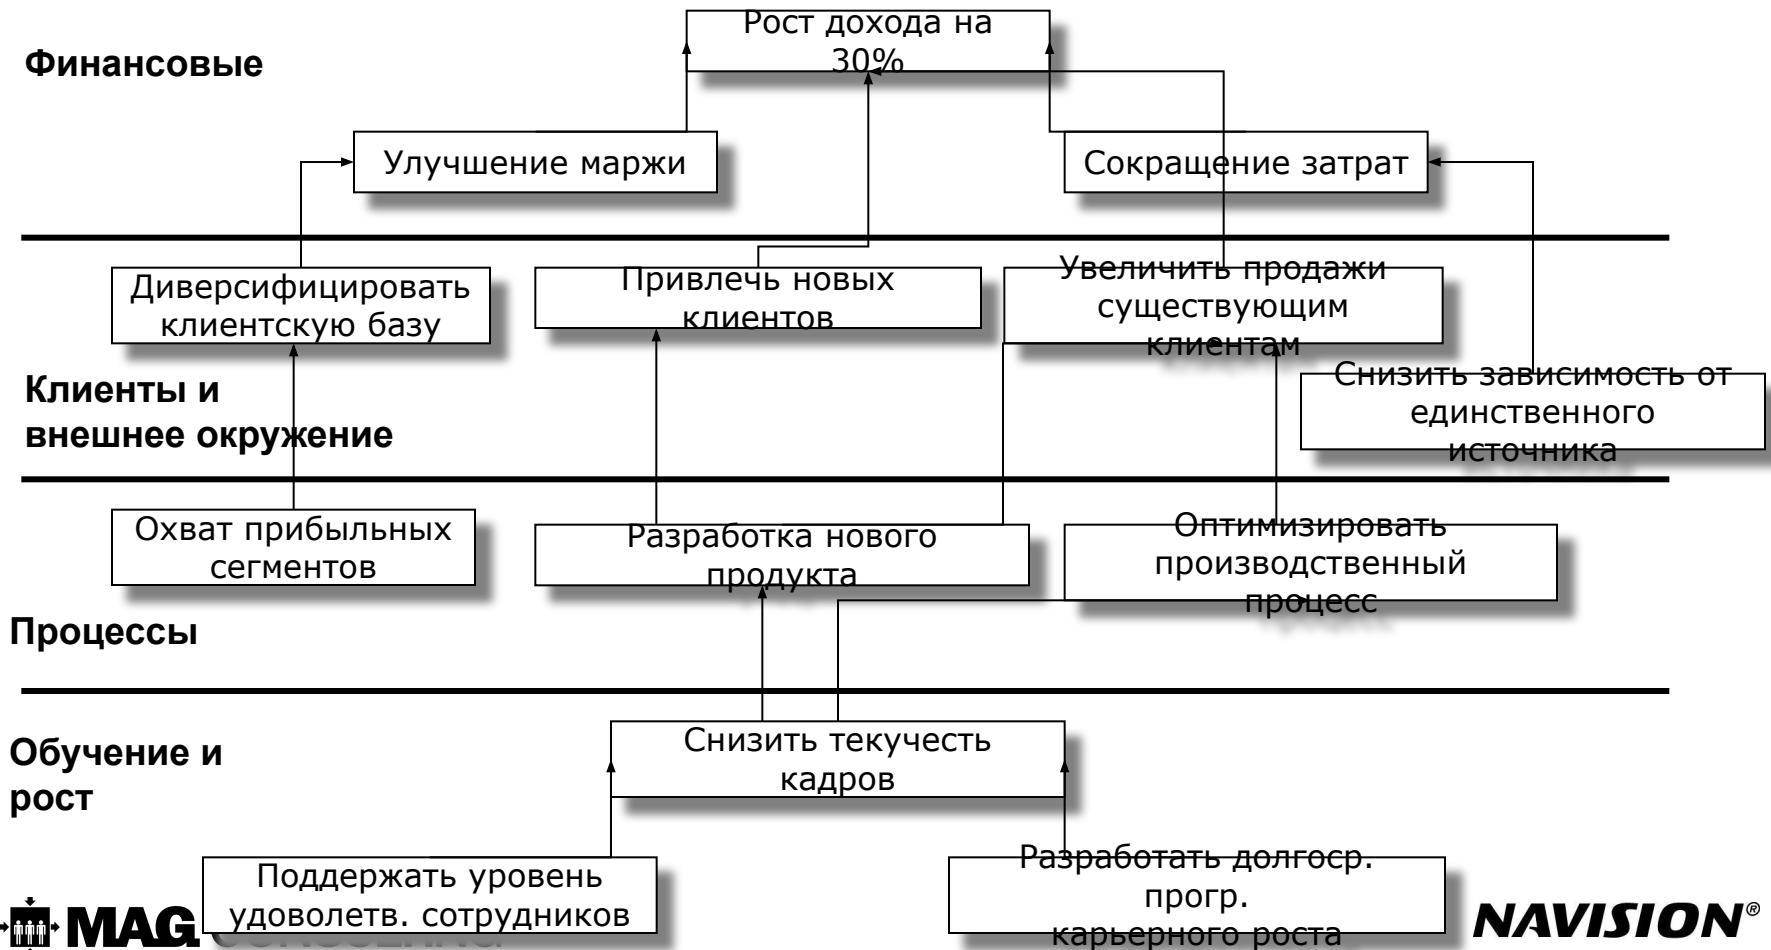 Рост дохода на
30%
Финансовые
Улучшение маржи
Сокращение затрат
Диверсифицировать
клиентскую базу
Привлечь новых
клиентов
Увеличить продажи
существующим
клиентам
Клиенты и
внешнее окружение
Снизить зависимость от
единственного
источника
Охват прибыльных
сегментов
Разработка нового
продукта
Оптимизировать
производственный
процесс
Процессы
Обучение и
рост
Снизить текучесть
кадров
Поддержать уровень
удоволетв. сотрудников
Разработать долгоср.
прогр.
карьерного роста
MAG
NAVISION®